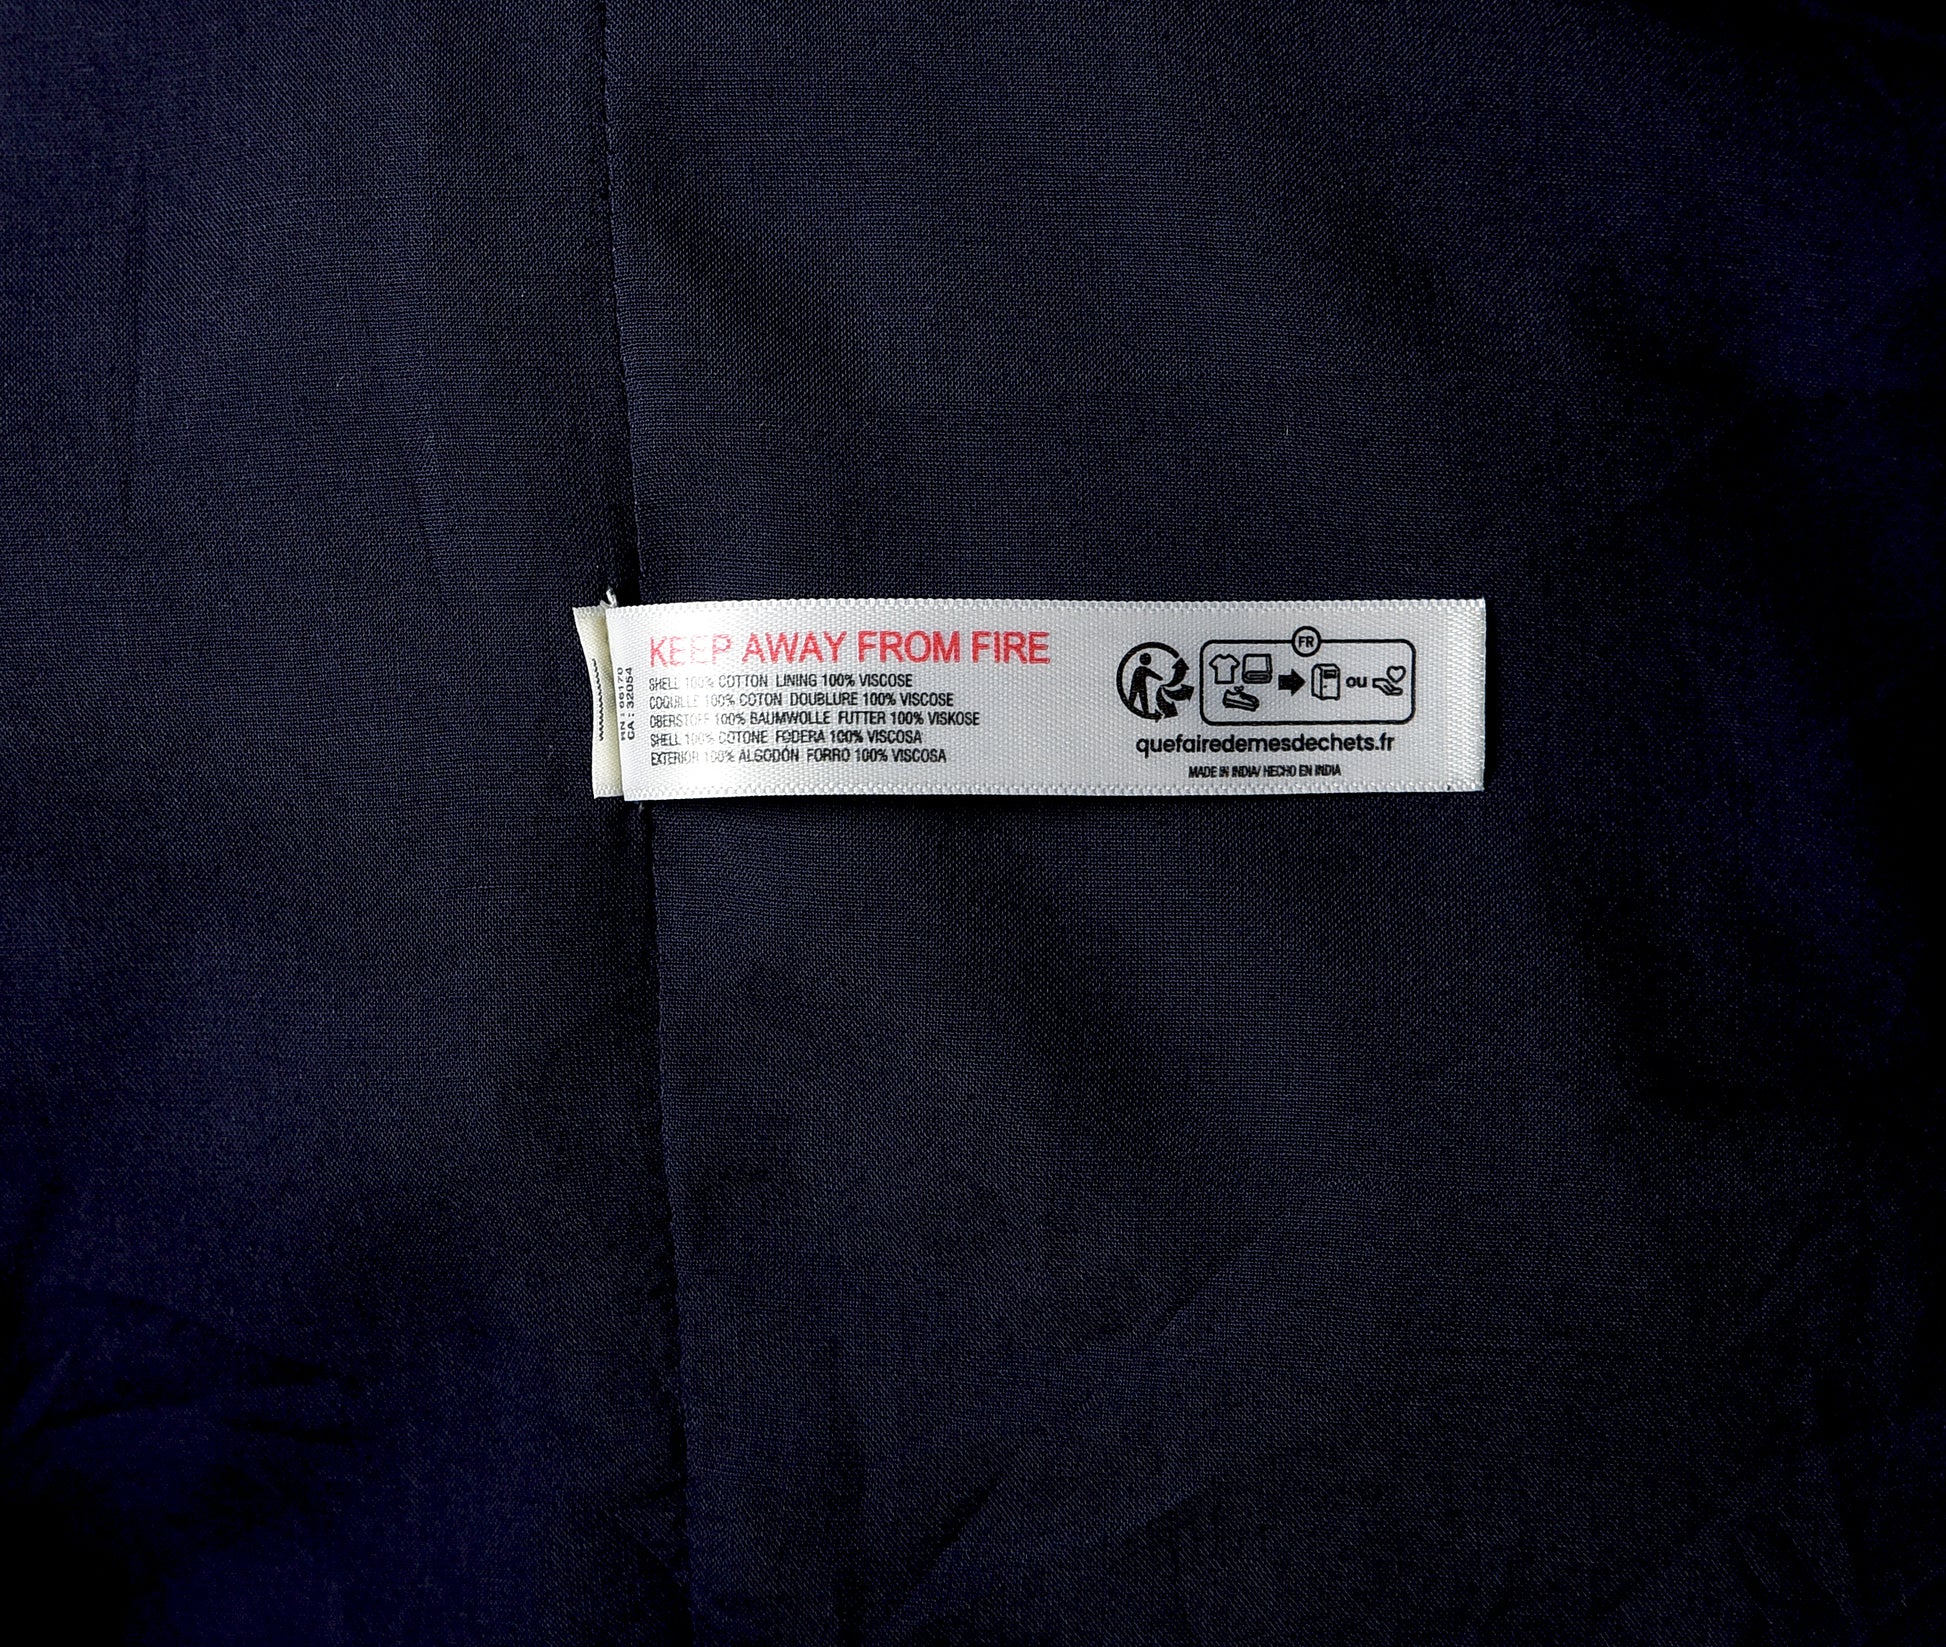 KEEP AWAY FROM FIRE
SHELL 100% COTTON LINING 100% VISCOSE
COQUILLE 100% COTON DOUBLURE 100% VISCOSE
OBERSTOFF 100% BAUMWOLLE FUTTER 100% VISKOSE
SHELL 100% COTONE FODERA 100% VISCOSA
EXTERIOR 100% ALGODÓN FORRO 100% VISCOSA
RN : 66170
CA : 32054
FR
ou
quefairedemesdechets.fr
MADE IN INDIA/ HECHO EN INDIA